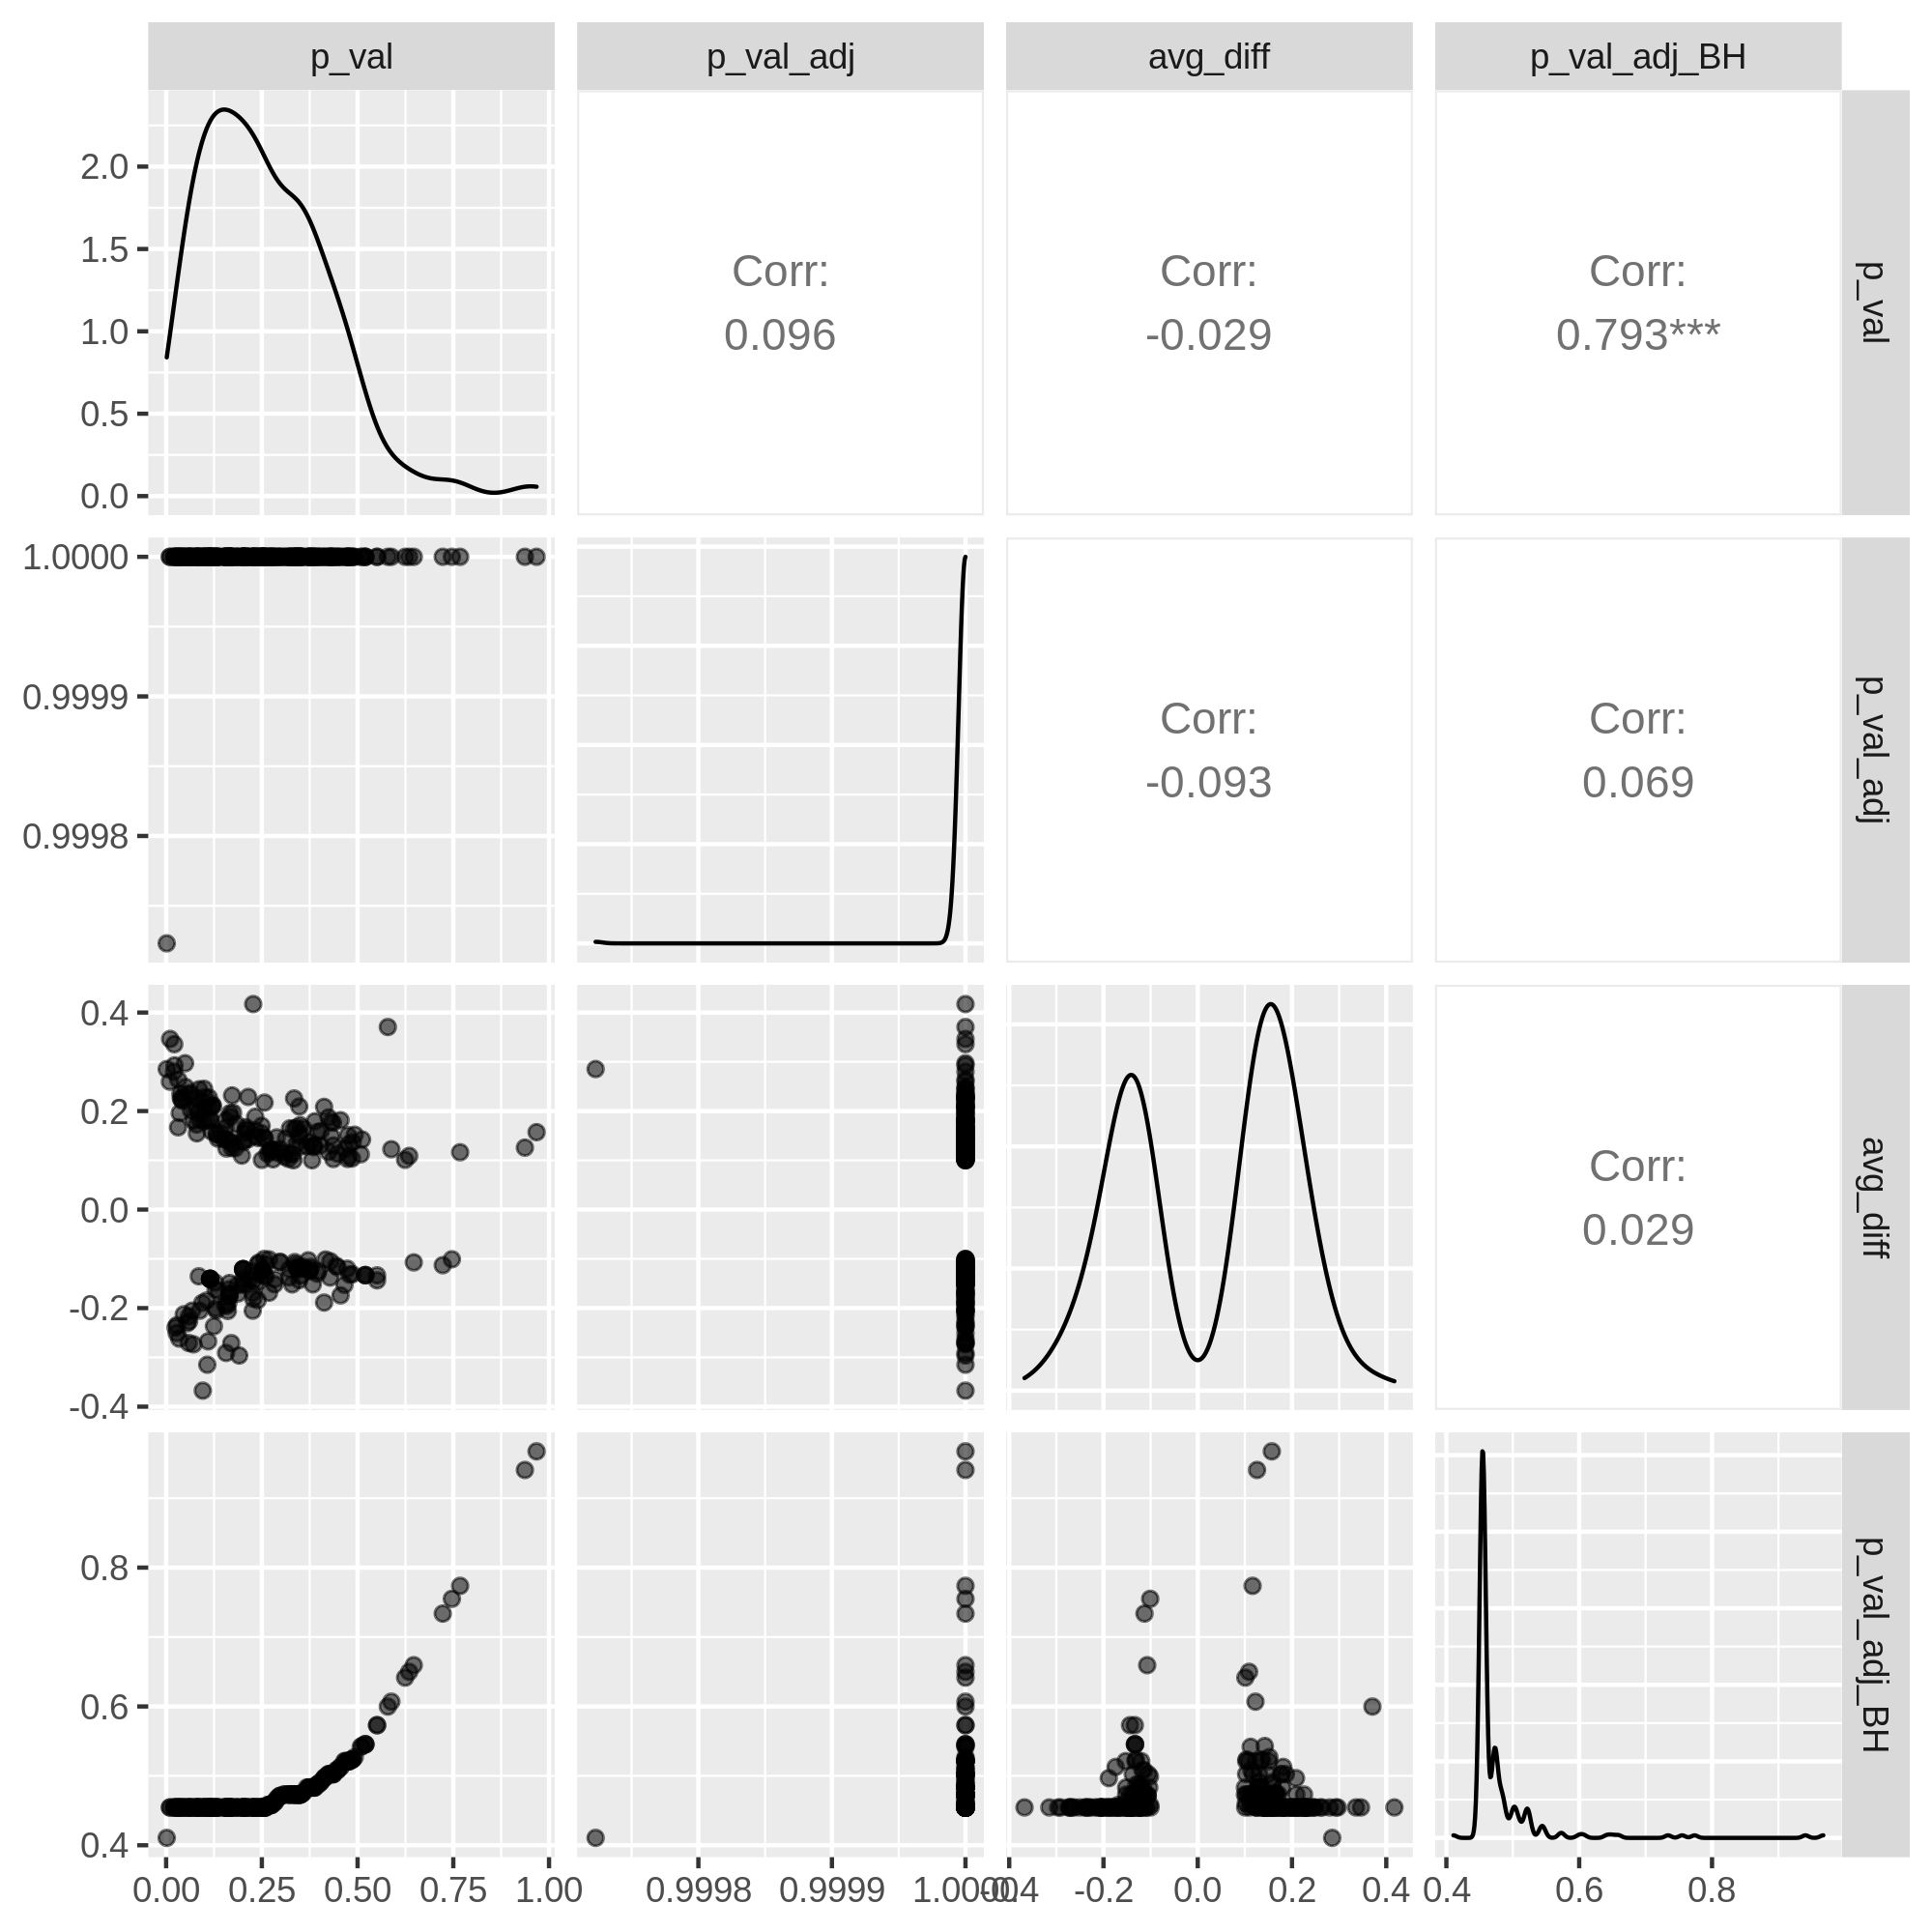 p_val p_val_adj avg_diff p_val_adj_BH
2.0
1.5
1.0
0.5
0.0
Corr:
0.096
Corr:
-0.029
Corr:
0.793***
p_val
1.0000
0.9999
0.9998
Corr:
-0.093
Corr:
0.069
p_val_adj
0.4
0.2
0.0
-0.2
-0.4
Corr:
0.029
avg_diff
0.8
0.6
0.4
p_val_adj_BH
0.00 0.25 0.50 0.75 1.00 0.9998 0.9999 1.0000 -0.4 -0.2 0.0 0.2 0.4 0.4 0.6 0.8